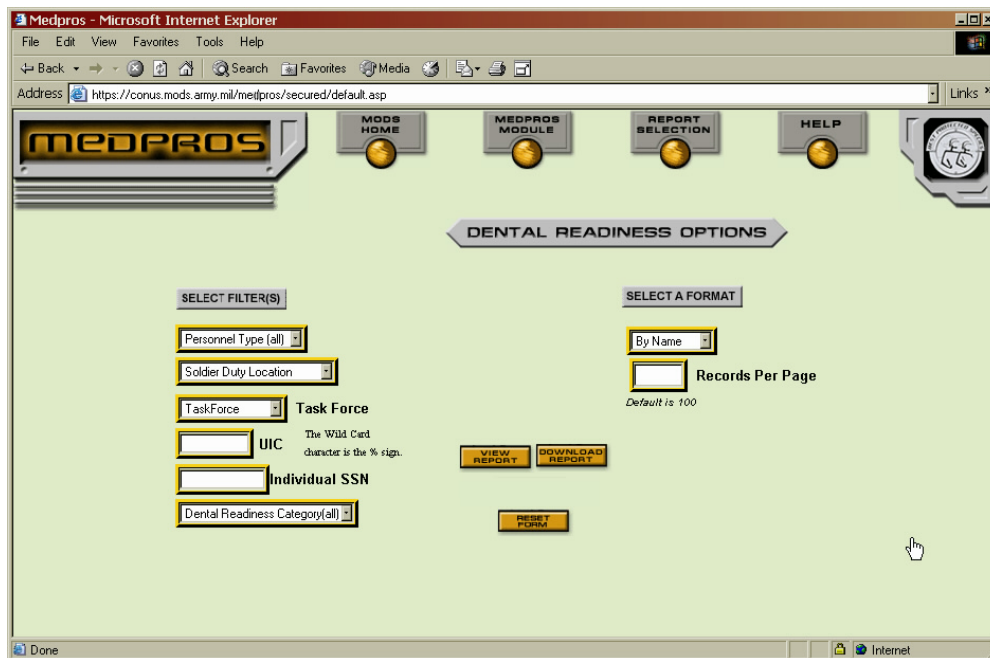 Medpros - Microsoft Internet Explorer
File Edit View Favorites Tools Help
Back Search Favorites Media
Address https://conus.mods.army.mil/medpros/secured/default.asp Links »
MEDPROS
MODS HOME
MEDPROS MODULE
REPORT SELECTION
HELP
DENTAL READINESS OPTIONS
SELECT FILTER(S)
SELECT A FORMAT
Personnel Type (all)
By Name
Soldier Duty Location
Records Per Page
Default is 100
TaskForce Task Force
UIC The Wild Card
character is the % sign.
VIEW REPORT
DOWNLOAD REPORT
Individual SSN
Dental Readiness Category(all)
RESET FORM
Done Internet